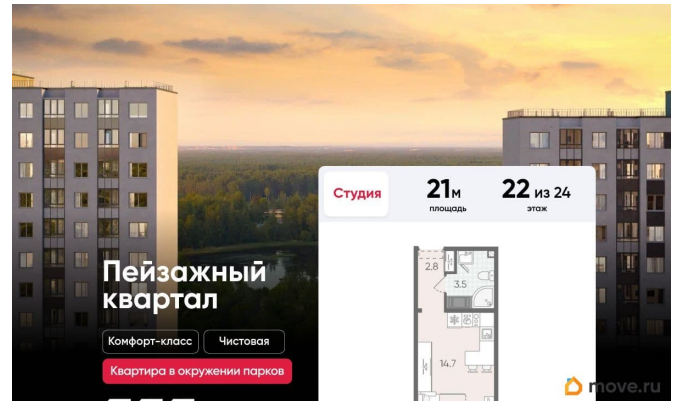 Студия
21м
площадь
22 из 24
этаж
2.8
3.5
Пейзажный
квартал
Комфорт-класс
Чистовая
14.7
Квартира в окружении парков
move.ru